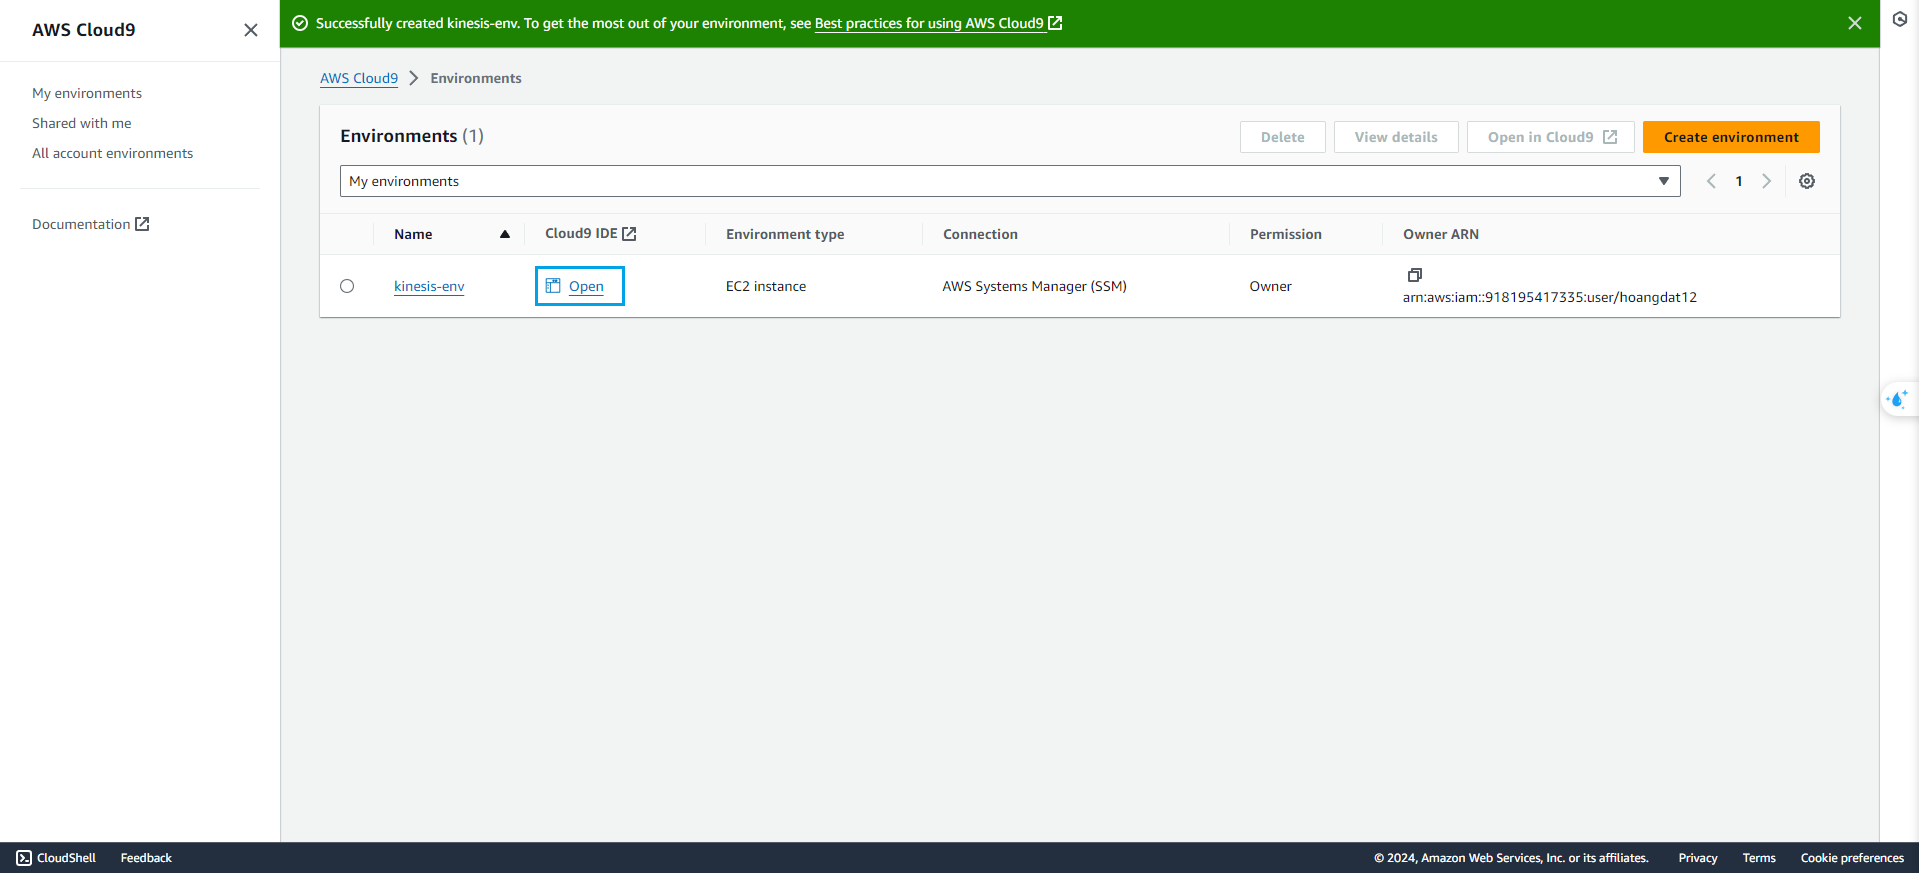 AWS Cloud9
My environments
Shared with me
All account environments
Documentation
Successfully created kinesis-env. To get the most out of your environment, see Best practices for using AWS Cloud9
AWS Cloud9 > Environments
Environments (1)
Delete
View details
Open in Cloud9
Create environment
My environments
1
Name
Cloud9 IDE
Environment type
Connection
Permission
Owner ARN
kinesis-env
Open
EC2 instance
AWS Systems Manager (SSM)
Owner
arn:aws:iam::918195417335:user/hoangdat12
CloudShell
Feedback
© 2024, Amazon Web Services, Inc. or its affiliates.
Privacy
Terms
Cookie preferences